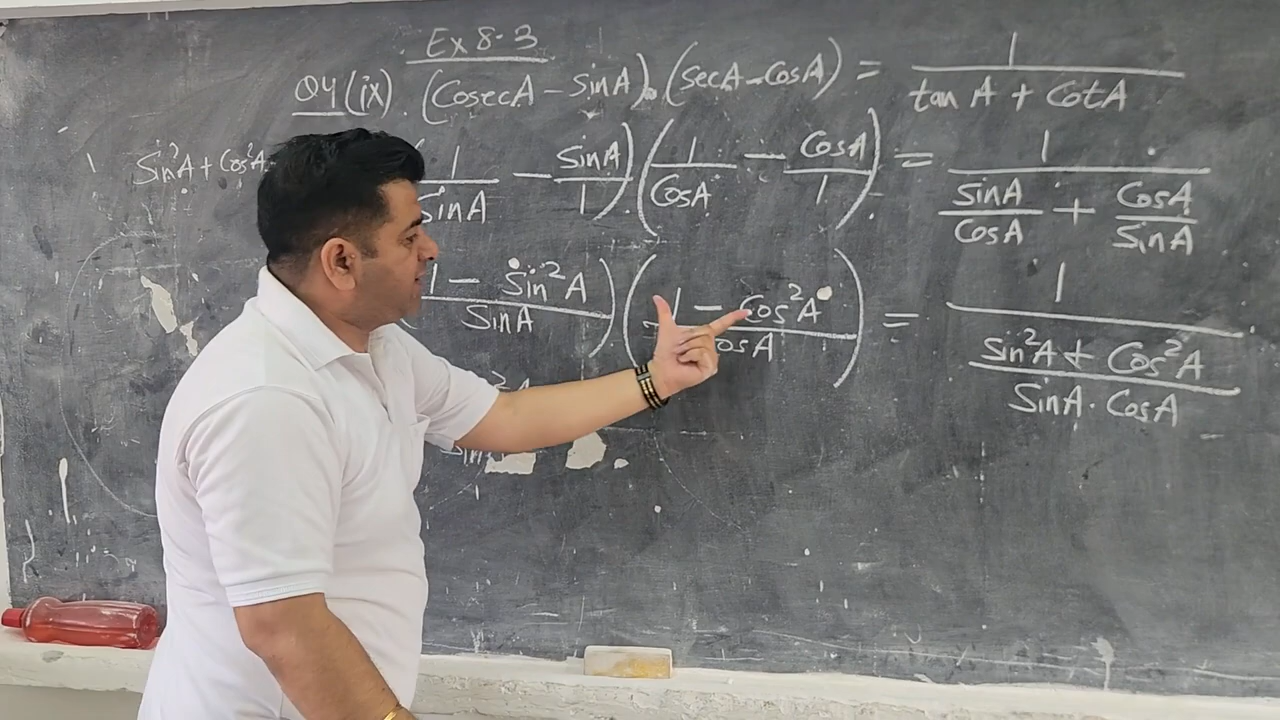 Ex 8.3
Q4(ix). (CosecA - sinA).(secA - CosA) = 1/(tan A + CotA)
Sin²A + Cos²A
1/SinA - SinA/1) (1/CosA - CosA/1) = 1/(sinA/CosA + CosA/SinA)
1 - Sin²A/SinA) (1 - Cos²A/CosA) = 1/(Sin²A + Cos²A/SinA.CosA)